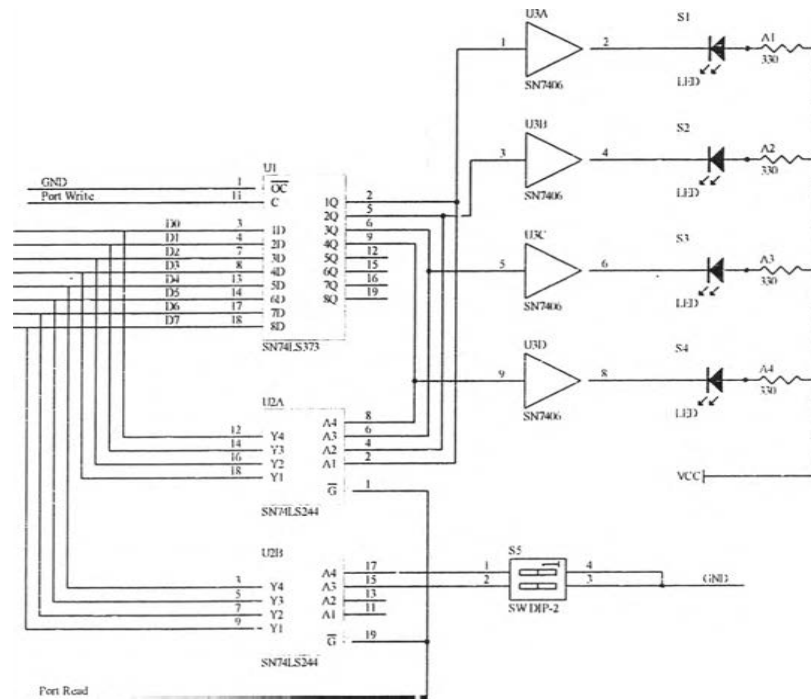 U3A
1
2
SN7406
S1
LED
A1
330
U3B
3
4
SN7406
S2
LED
A2
330
U3C
5
6
SN7406
S3
LED
A3
330
U3D
9
8
SN7406
S4
LED
A4
330
VCC
U1
GND 1 OC
Port Write 11 C
D0 3 1D 1Q 2
D1 4 2D 2Q 5
D2 7 3D 3Q 6
D3 8 4D 4Q 9
D4 13 5D 5Q 12
D5 14 6D 6Q 15
D6 17 7D 7Q 16
D7 18 8D 8Q 19
SN74LS373
U2A
12 Y4 A4 8
14 Y3 A3 6
16 Y2 A2 4
18 Y1 A1 2
G 1
SN74LS244
U2B
3 Y4 A4 17
5 Y3 A3 15
7 Y2 A2 13
9 Y1 A1 11
G 19
SN74LS244
S5
1 4
2 3
SW DIP-2
GND
Port Read